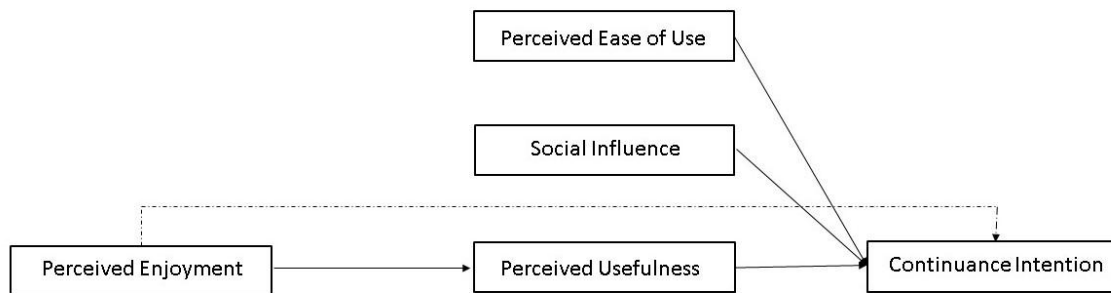 Perceived Ease of Use
Social Influence
Perceived Enjoyment
Perceived Usefulness
Continuance Intention